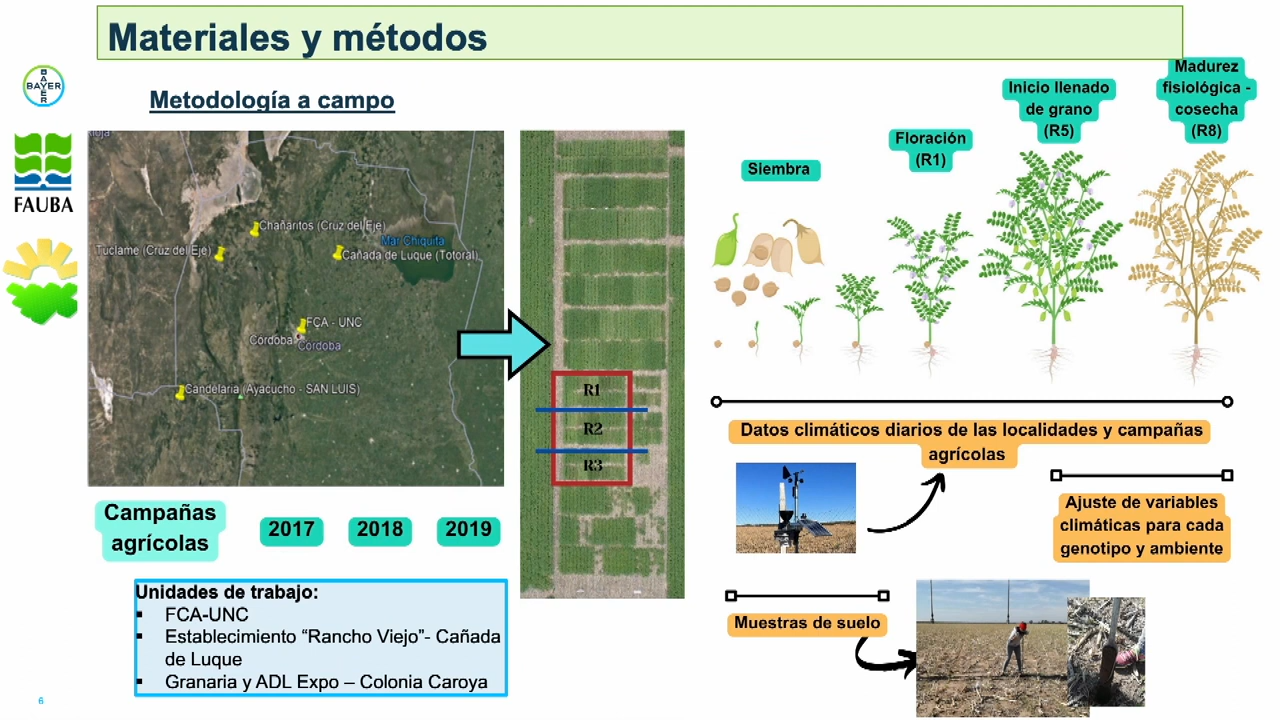 Materiales y métodos
BAYER
BAYER
FAUBA
Metodología a campo
Rioja
Chañaritos (Cruz del Eje)
Tuclame (Cruz del Eje)
Mar Chiquita
Cañada de Luque (Totoral)
FCA - UNC
Córdoba
Córdoba
Candelaria (Ayacucho - SAN LUIS)
R1
R2
R3
Siembra
Floración
(R1)
Inicio llenado
de grano
(R5)
Madurez
fisiológica -
cosecha
(R8)
Datos climáticos diarios de las localidades y campañas
agrícolas
Ajuste de variables
climáticas para cada
genotipo y ambiente
Muestras de suelo
Campañas
agrícolas
2017
2018
2019
Unidades de trabajo:
▪ FCA-UNC
▪ Establecimiento “Rancho Viejo”- Cañada
de Luque
▪ Granaria y ADL Expo – Colonia Caroya
6